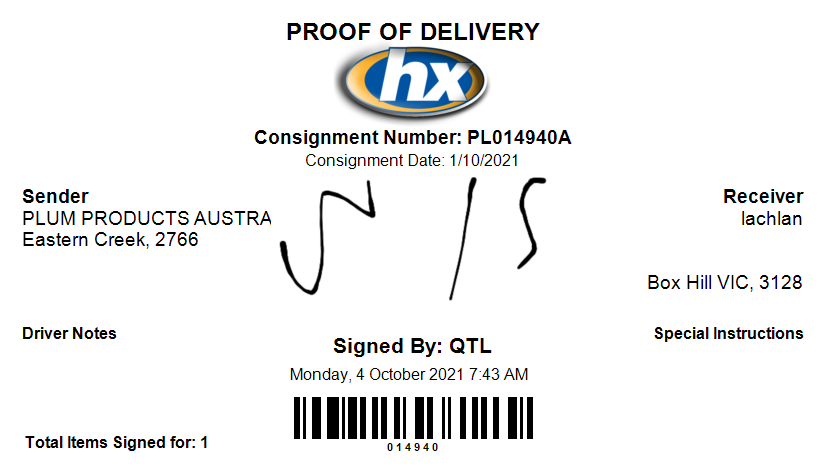 PROOF OF DELIVERY
hx
Consignment Number: PL014940A
Consignment Date: 1/10/2021
Sender
PLUM PRODUCTS AUSTRA
Eastern Creek, 2766
Receiver
lachlan
Box Hill VIC, 3128
Driver Notes
Special Instructions
Signed By: QTL
Monday, 4 October 2021 7:43 AM
014940
Total Items Signed for: 1